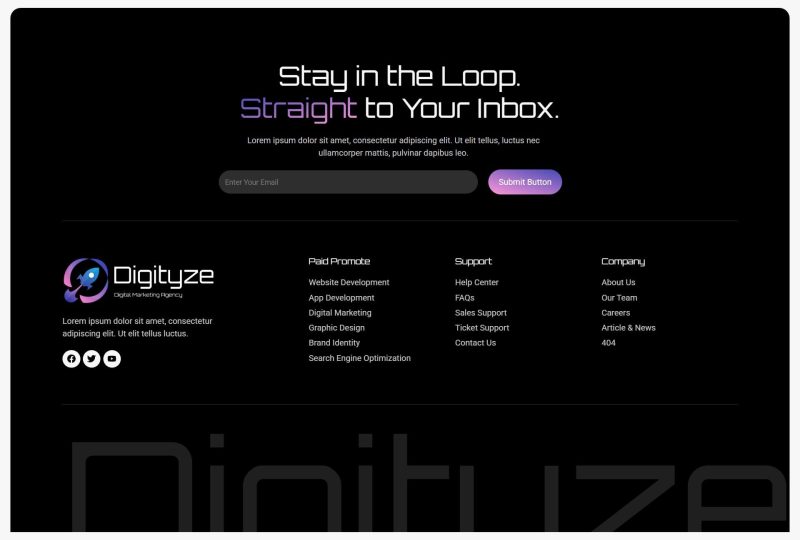 Stay in the Loop.
Straight to Your Inbox.
Lorem ipsum dolor sit amet, consectetur adipiscing elit. Ut elit tellus, luctus nec
ullamcorper mattis, pulvinar dapibus leo.
Enter Your Email
Submit Button
Digityze
Digital Marketing Agency
Lorem ipsum dolor sit amet, consectetur
adipiscing elit. Ut elit tellus luctus.
Paid Promote
Website Development
App Development
Digital Marketing
Graphic Design
Brand Identity
Search Engine Optimization
Support
Help Center
FAQs
Sales Support
Ticket Support
Contact Us
Company
About Us
Our Team
Careers
Article & News
404
Digityze